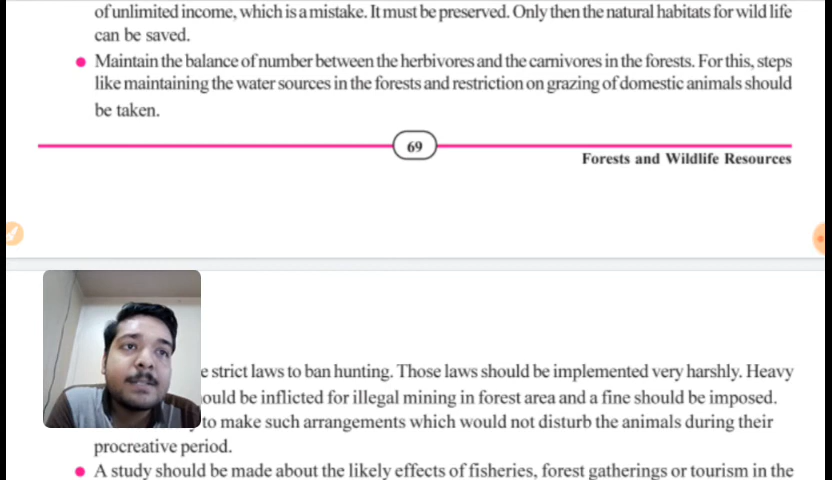 of unlimited income, which is a mistake. It must be preserved. Only then the natural habitats for wild life
can be saved.
Maintain the balance of number between the herbivores and the carnivores in the forests. For this, steps
like maintaining the water sources in the forests and restriction on grazing of domestic animals should
be taken.
69
Forests and Wildlife Resources
strict laws to ban hunting. Those laws should be implemented very harshly. Heavy
be inflicted for illegal mining in forest area and a fine should be imposed.
to make such arrangements which would not disturb the animals during their
procreative period.
A study should be made about the likely effects of fisheries, forest gatherings or tourism in the